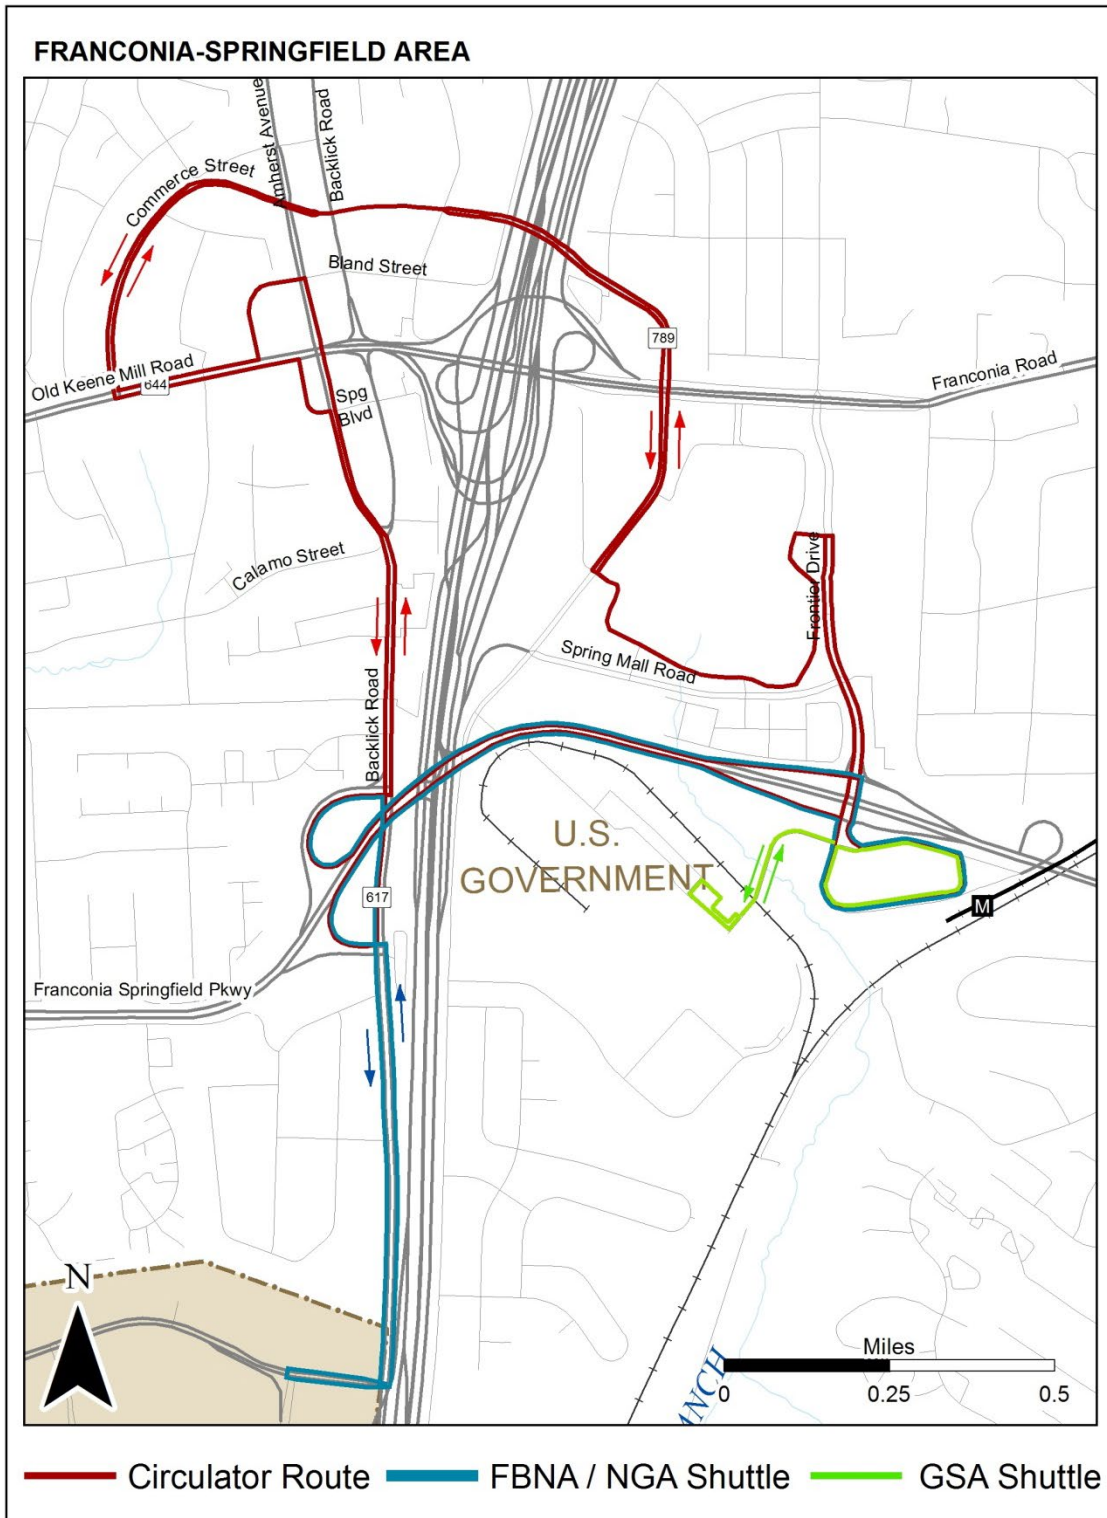 FRANCONIA-SPRINGFIELD AREA
Amherst Avenue
Backlick Road
Commerce Street
Bland Street
789
Old Keene Mill Road
644
Franconia Road
Spg
Blvd
Calamo Street
Frontier Drive
Spring Mall Road
Backlick Road
U.S.
GOVERNMENT
617
M
Franconia Springfield Pkwy
N
Miles
0 0.25 0.5
ANCH
Circulator Route FBNA / NGA Shuttle GSA Shuttle